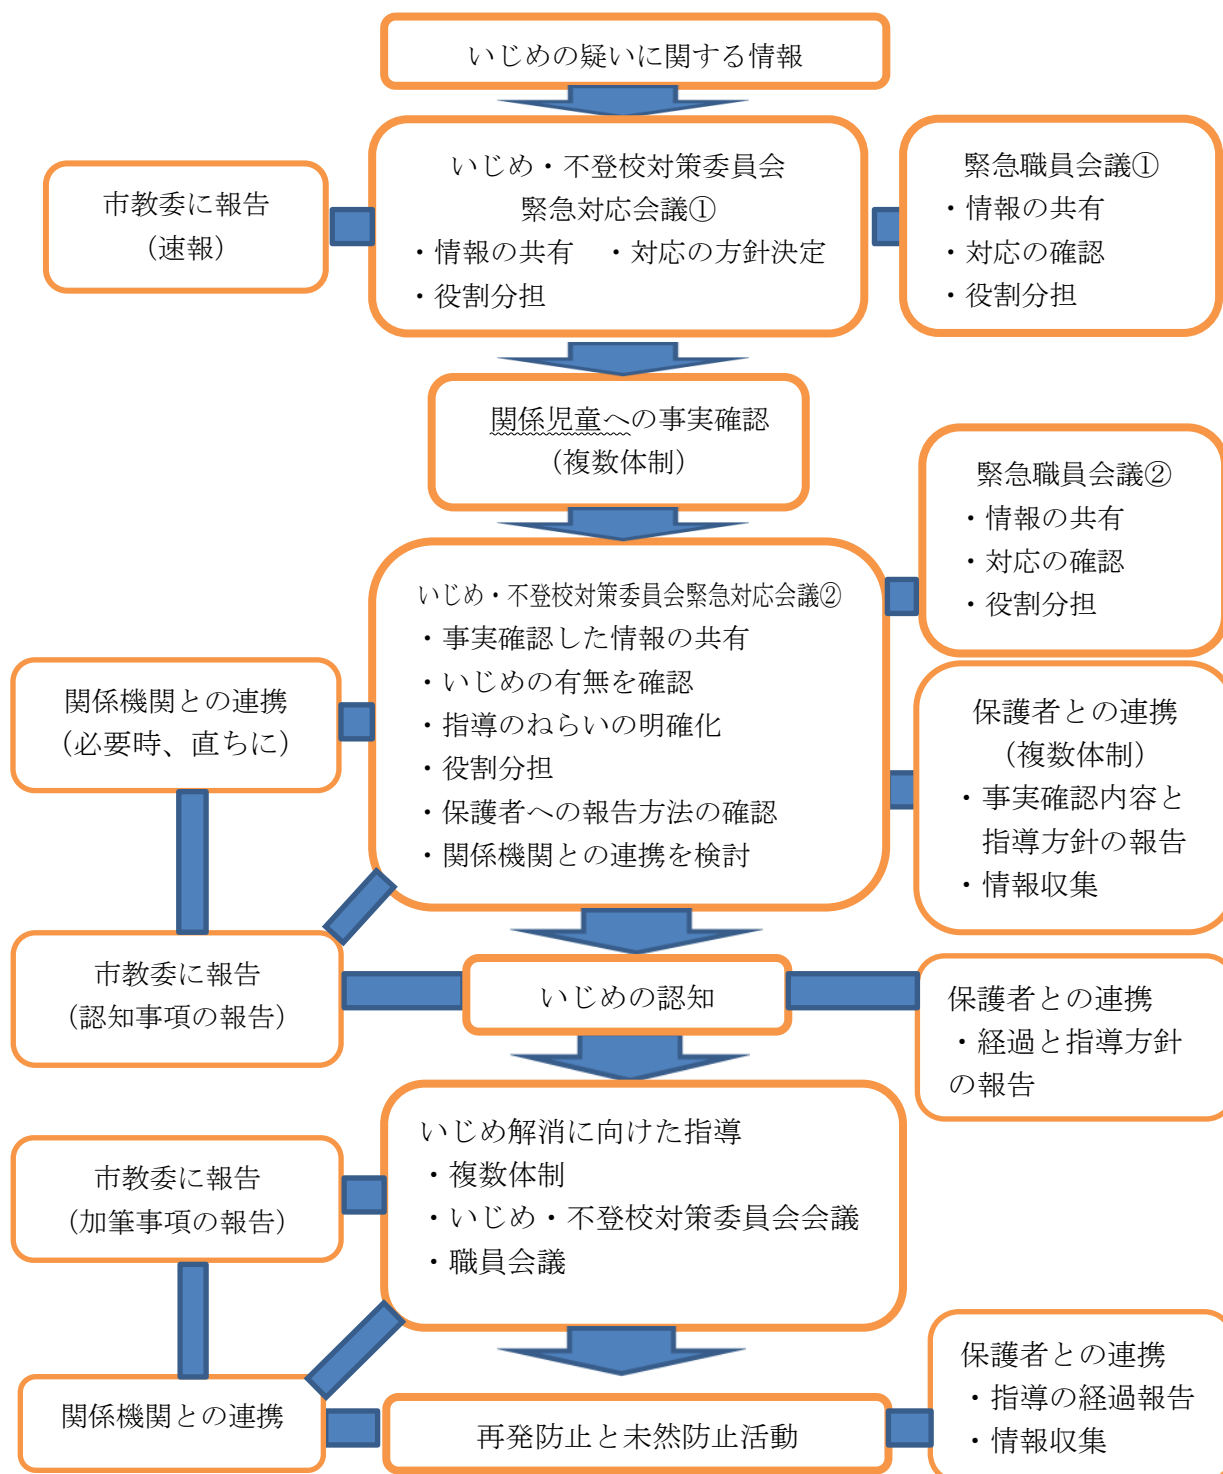 いじめの疑いに関する情報
市教委に報告
（速報）
いじめ・不登校対策委員会
緊急対応会議①
・情報の共有　・対応の方針決定
・役割分担
緊急職員会議①
・情報の共有
・対応の確認
・役割分担
関係児童への事実確認
（複数体制）
緊急職員会議②
・情報の共有
・対応の確認
・役割分担
いじめ・不登校対策委員会緊急対応会議②
・事実確認した情報の共有
・いじめの有無を確認
・指導のねらいの明確化
・役割分担
・保護者への報告方法の確認
・関係機関との連携を検討
関係機関との連携
（必要時、直ちに）
保護者との連携
（複数体制）
・事実確認内容と
指導方針の報告
・情報収集
市教委に報告
（認知事項の報告）
いじめの認知
保護者との連携
・経過と指導方針
の報告
いじめ解消に向けた指導
・複数体制
・いじめ・不登校対策委員会会議
・職員会議
市教委に報告
（加筆事項の報告）
関係機関との連携
再発防止と未然防止活動
保護者との連携
・指導の経過報告
・情報収集